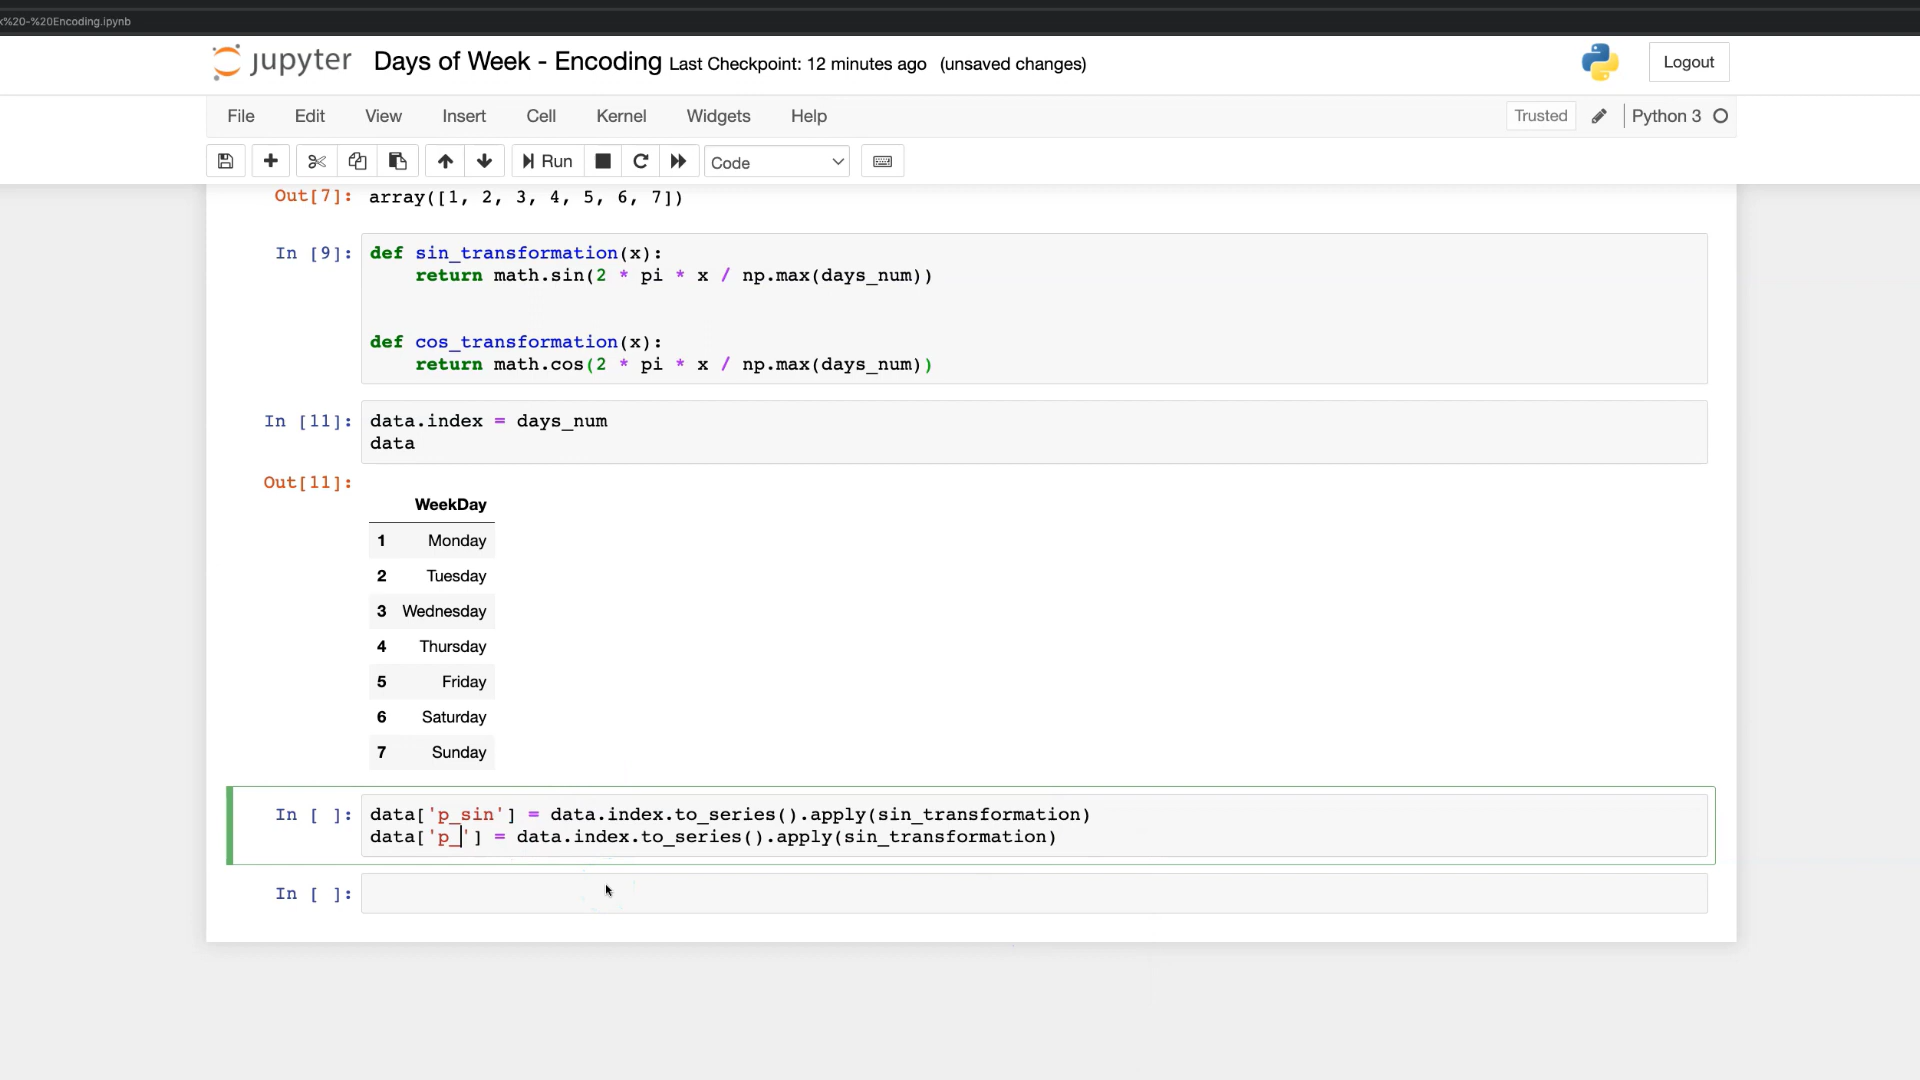 x%20-%20Encoding.ipynb
jupyter Days of Week - Encoding Last Checkpoint: 12 minutes ago (unsaved changes) Logout
File Edit View Insert Cell Kernel Widgets Help Trusted Python 3
Run Code
Out[7]: array([1, 2, 3, 4, 5, 6, 7])
In [9]: def sin_transformation(x):
return math.sin(2 * pi * x / np.max(days_num))
def cos_transformation(x):
return math.cos(2 * pi * x / np.max(days_num))
In [11]: data.index = days_num
data
Out[11]:
WeekDay
1 Monday
2 Tuesday
3 Wednesday
4 Thursday
5 Friday
6 Saturday
7 Sunday
In [ ]: data['p_sin'] = data.index.to_series().apply(sin_transformation)
data['p_'] = data.index.to_series().apply(sin_transformation)
In [ ]: